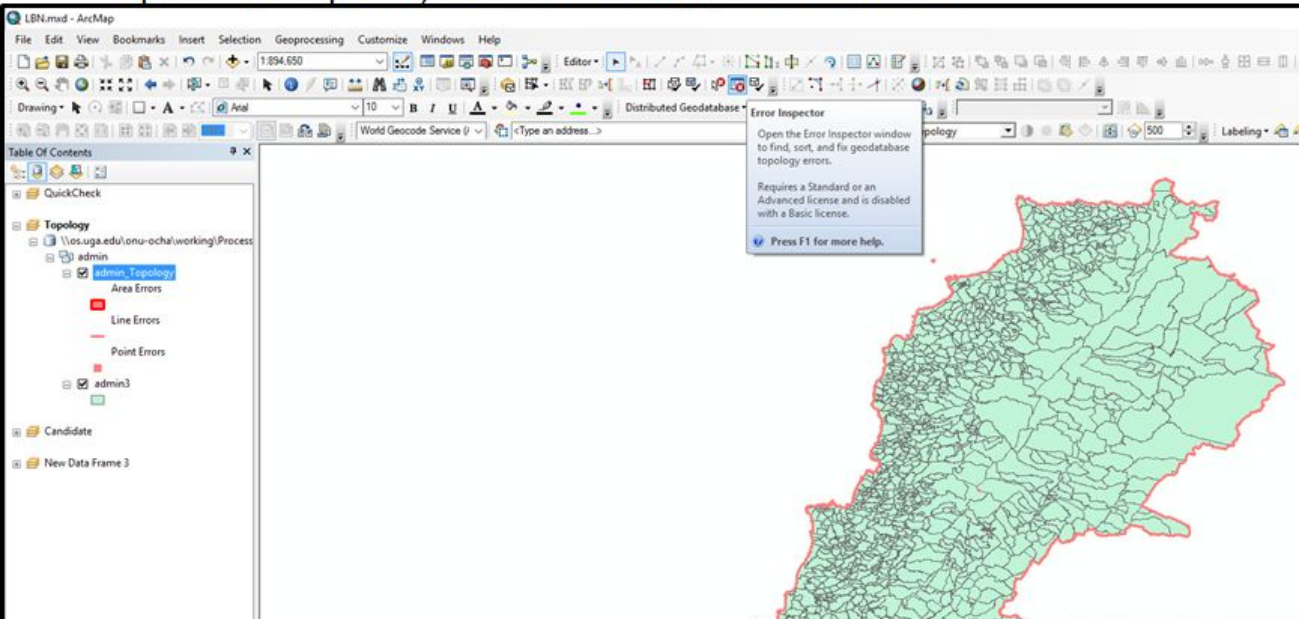 LBN.mxd - ArcMap
File Edit View Bookmarks Insert Selection Geoprocessing Customize Windows Help
1:894,650 Editor
Drawing Arial 10 B I U A Distributed Geodatabase
World Geocode Service ( <Type an address...> 500 Labeling
Error Inspector
Open the Error Inspector window
to find, sort, and fix geodatabase
topology errors.
Requires a Standard or an
Advanced license and is disabled
with a Basic license.
Press F1 for more help.
Table Of Contents
QuickCheck
Topology
\\os.uga.edu\onu-ocha\working\Process
admin
admin_Topology
Area Errors
Line Errors
Point Errors
admin3
Candidate
New Data Frame 3